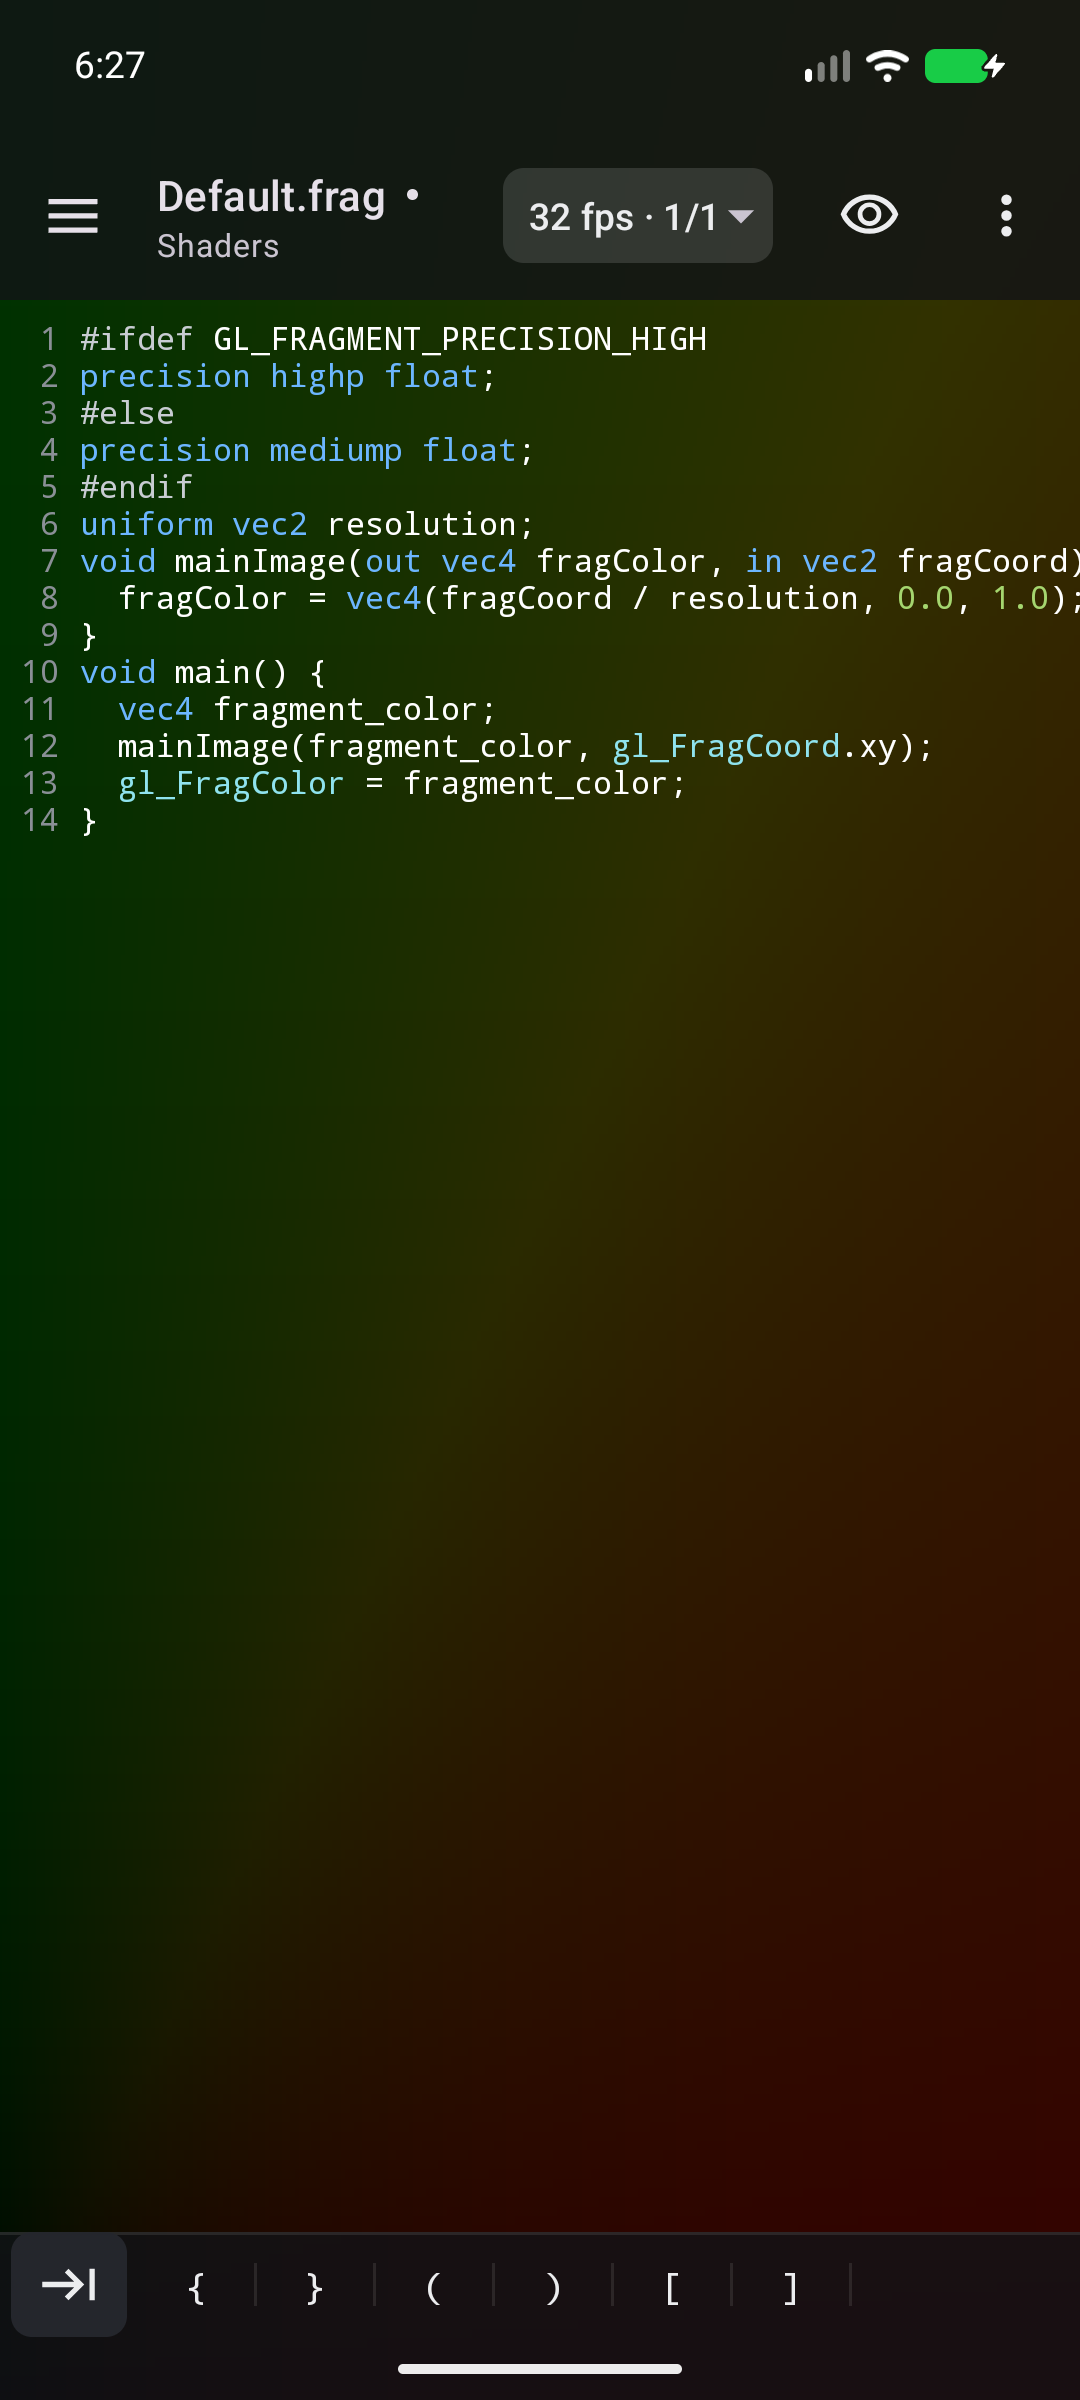 6:27
Default.frag •
Shaders
32 fps · 1/1
1 #ifdef GL_FRAGMENT_PRECISION_HIGH
2 precision highp float;
3 #else
4 precision mediump float;
5 #endif
6 uniform vec2 resolution;
7 void mainImage(out vec4 fragColor, in vec2 fragCoord)
8   fragColor = vec4(fragCoord / resolution, 0.0, 1.0);
9 }
10 void main() {
11   vec4 fragment_color;
12   mainImage(fragment_color, gl_FragCoord.xy);
13   gl_FragColor = fragment_color;
14 }
{ } ( ) [ ]